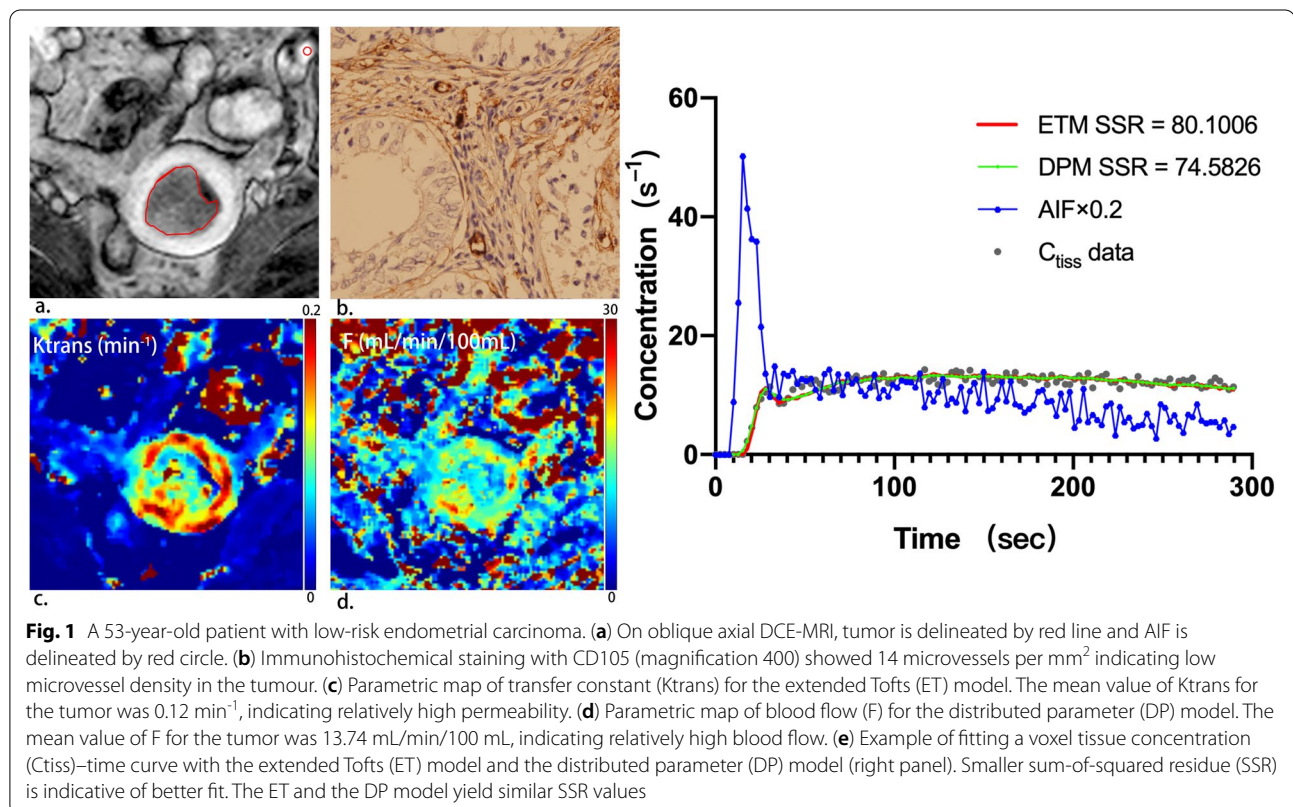 a.
b.
0.2
30
Ktrans (min⁻¹)
F (mL/min/100mL)
0
0
c.
d.
60
40
20
0
Concentration (s⁻¹)
0
100
200
300
Time (sec)
ETM SSR = 80.1006
DPM SSR = 74.5826
AIF×0.2
C_tiss data
Fig. 1 A 53-year-old patient with low-risk endometrial carcinoma. (a) On oblique axial DCE-MRI, tumor is delineated by red line and AIF is
delineated by red circle. (b) Immunohistochemical staining with CD105 (magnification 400) showed 14 microvessels per mm² indicating low
microvessel density in the tumour. (c) Parametric map of transfer constant (Ktrans) for the extended Tofts (ET) model. The mean value of Ktrans for
the tumor was 0.12 min⁻¹, indicating relatively high permeability. (d) Parametric map of blood flow (F) for the distributed parameter (DP) model. The
mean value of F for the tumor was 13.74 mL/min/100 mL, indicating relatively high blood flow. (e) Example of fitting a voxel tissue concentration
(Ctiss)–time curve with the extended Tofts (ET) model and the distributed parameter (DP) model (right panel). Smaller sum-of-squared residue (SSR)
is indicative of better fit. The ET and the DP model yield similar SSR values